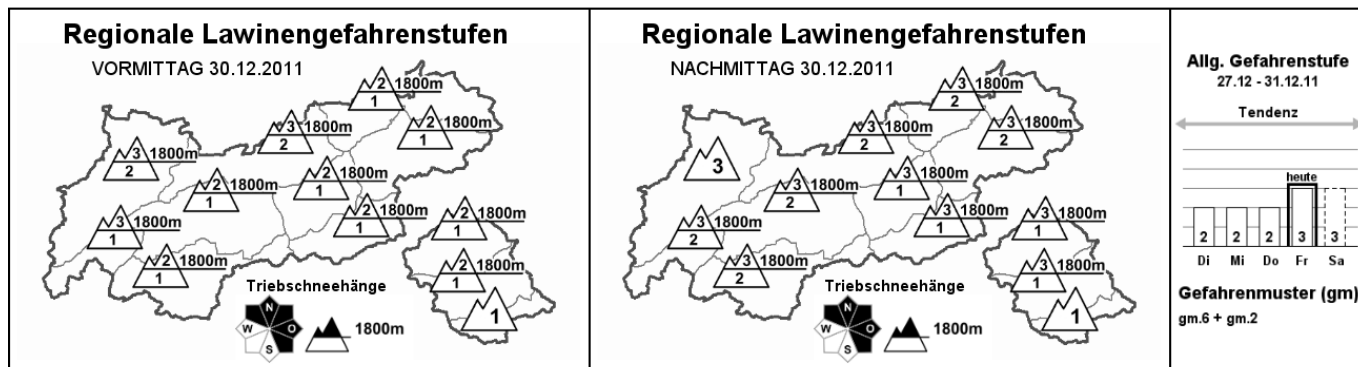 Regionale Lawinengefahrenstufen
VORMITTAG 30.12.2011
2 1800m
1
3 1800m
2
2 1800m
1
3 1800m
2
2 1800m
1
2 1800m
1
3 1800m
1
2 1800m
1
2 1800m
1
2 1800m
1
2 1800m
1
1
Triebschneehänge
N
W O
S
1800m
Regionale Lawinengefahrenstufen
NACHMITTAG 30.12.2011
3 1800m
2
3 1800m
2
3 1800m
2
3
3 1800m
1
3 1800m
2
3 1800m
2
3 1800m
1
3 1800m
1
3 1800m
2
3 1800m
1
1
Triebschneehänge
N
W O
S
1800m
Allg. Gefahrenstufe
27.12 - 31.12.11
Tendenz
heute
2 2 2 3 3
Di Mi Do Fr Sa
Gefahrenmuster (gm)
gm.6 + gm.2